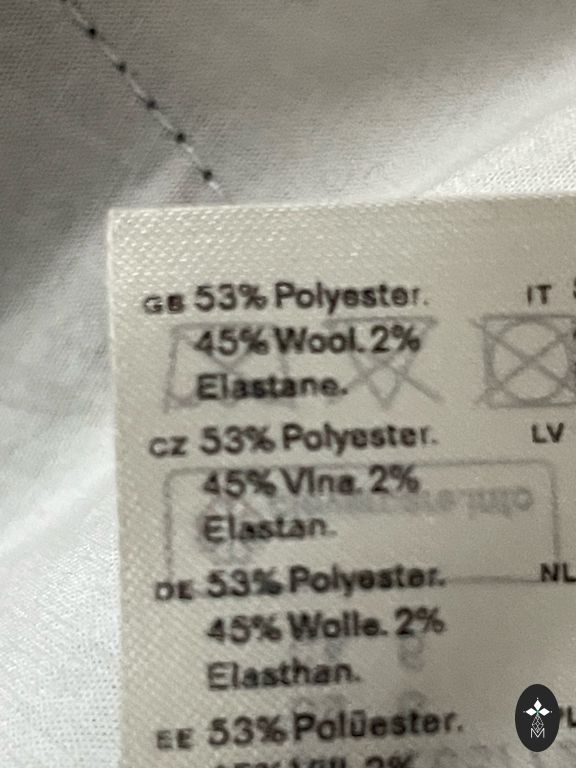 GB 53% Polyester.
45% Wool. 2%
Elastane.
CZ 53% Polyester.
45% Vlna. 2%
Elastan.
DE 53% Polyester.
45% Wolle. 2%
Elasthan.
EE 53% Polüester.
2%
IT
LV
NL
M